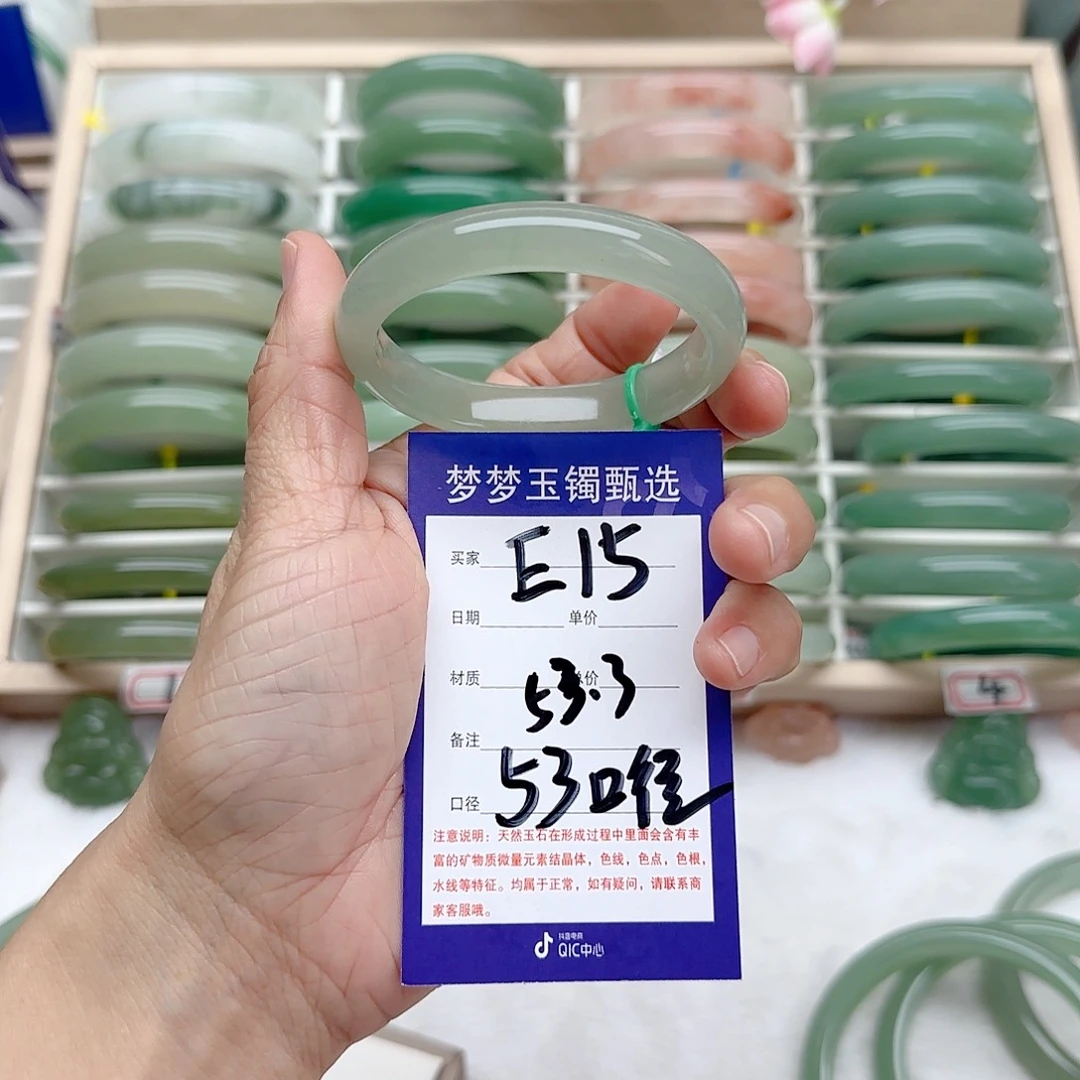 梦梦玉镯甄选
买家 E15
日期 单价
材质 单价
53.3
备注
口径 53口径
注意说明：天然玉石在形成过程中里面会含有丰
富的矿物质微量元素结晶体，色线，色点，色根，
水线等特征。均属于正常，如有疑问，请联系商
家客服哦。
抖音电商
QIC中心
4